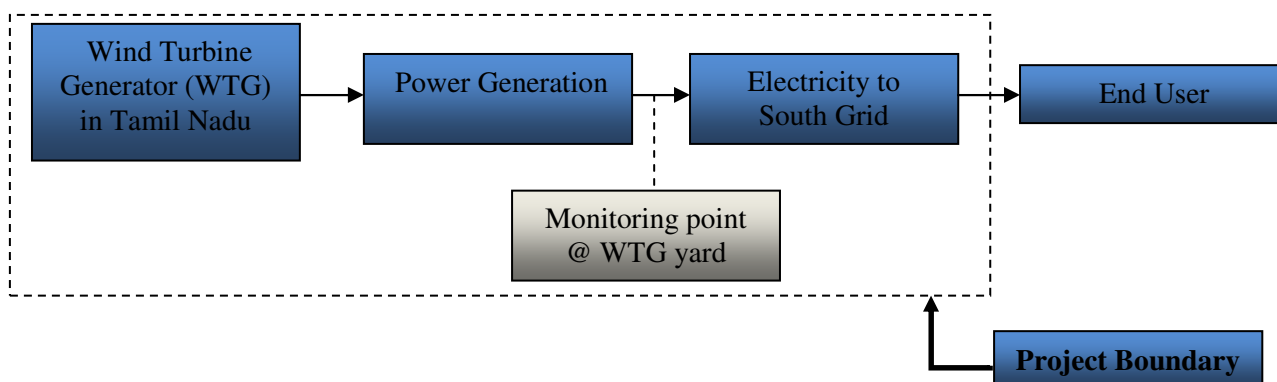 Wind Turbine
Generator (WTG)
in Tamil Nadu
Power Generation
Electricity to
South Grid
End User
Monitoring point
@ WTG yard
Project Boundary